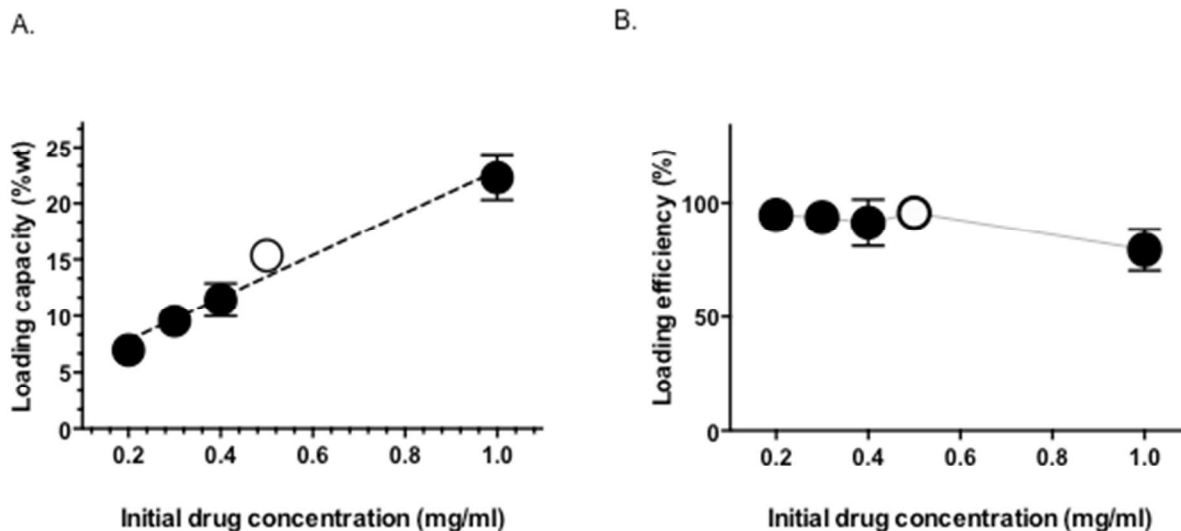 A.
Loading capacity (%wt)
25
20
15
10
5
0
0.2 0.4 0.6 0.8 1.0
Initial drug concentration (mg/ml)
B.
Loading efficiency (%)
100
50
0
0.2 0.4 0.6 0.8 1.0
Initial drug concentration (mg/ml)